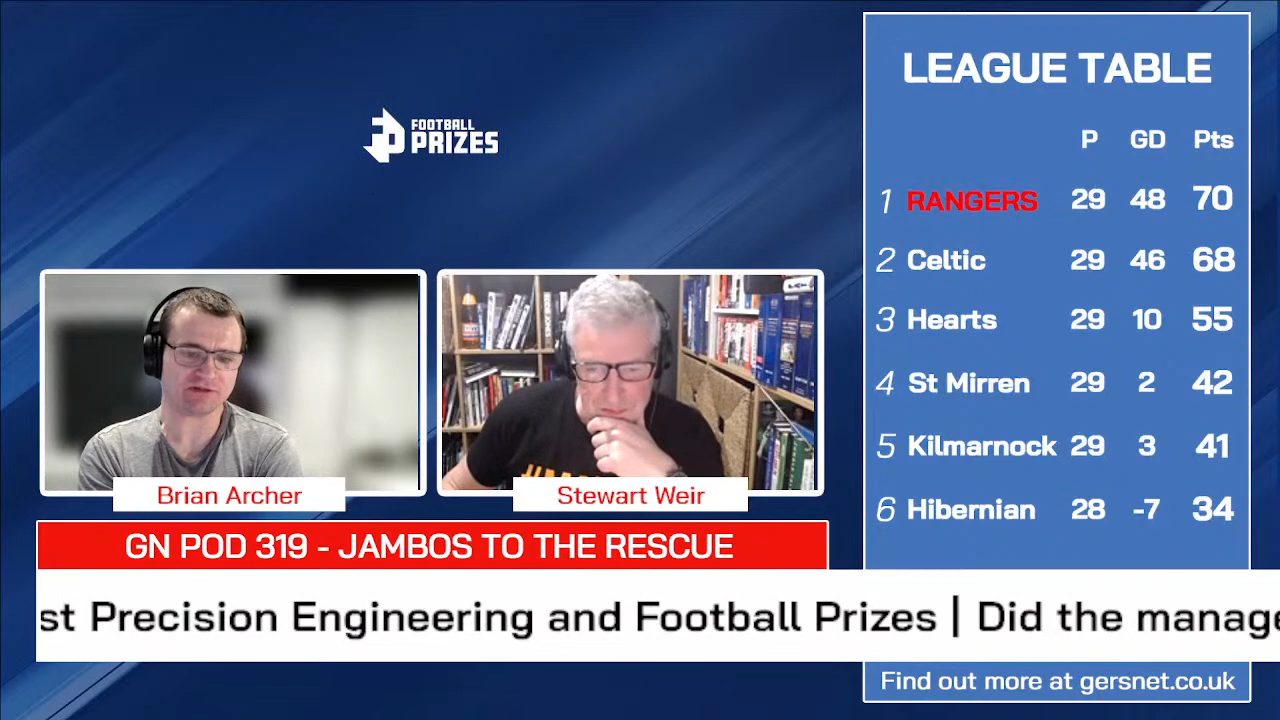 FOOTBALL
PRIZES
Brian Archer
Stewart Weir
GN POD 319 - JAMBOS TO THE RESCUE
st Precision Engineering and Football Prizes | Did the manage
LEAGUE TABLE
P GD Pts
1 RANGERS 29 48 70
2 Celtic 29 46 68
3 Hearts 29 10 55
4 St Mirren 29 2 42
5 Kilmarnock 29 3 41
6 Hibernian 28 -7 34
Find out more at gersnet.co.uk